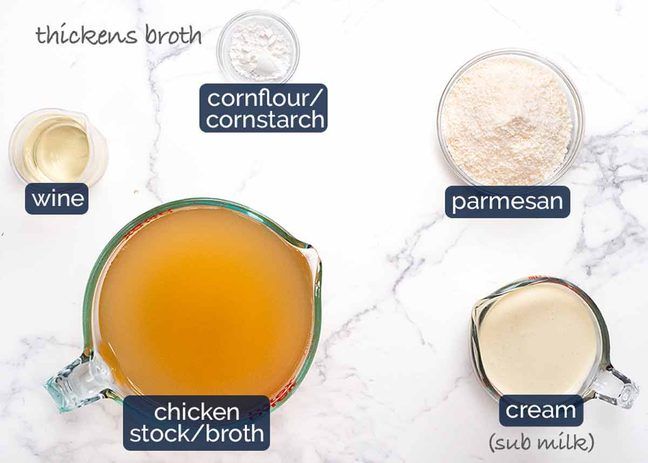 thickens broth
cornflour/
cornstarch
wine
parmesan
chicken
stock/broth
cream
(sub milk)